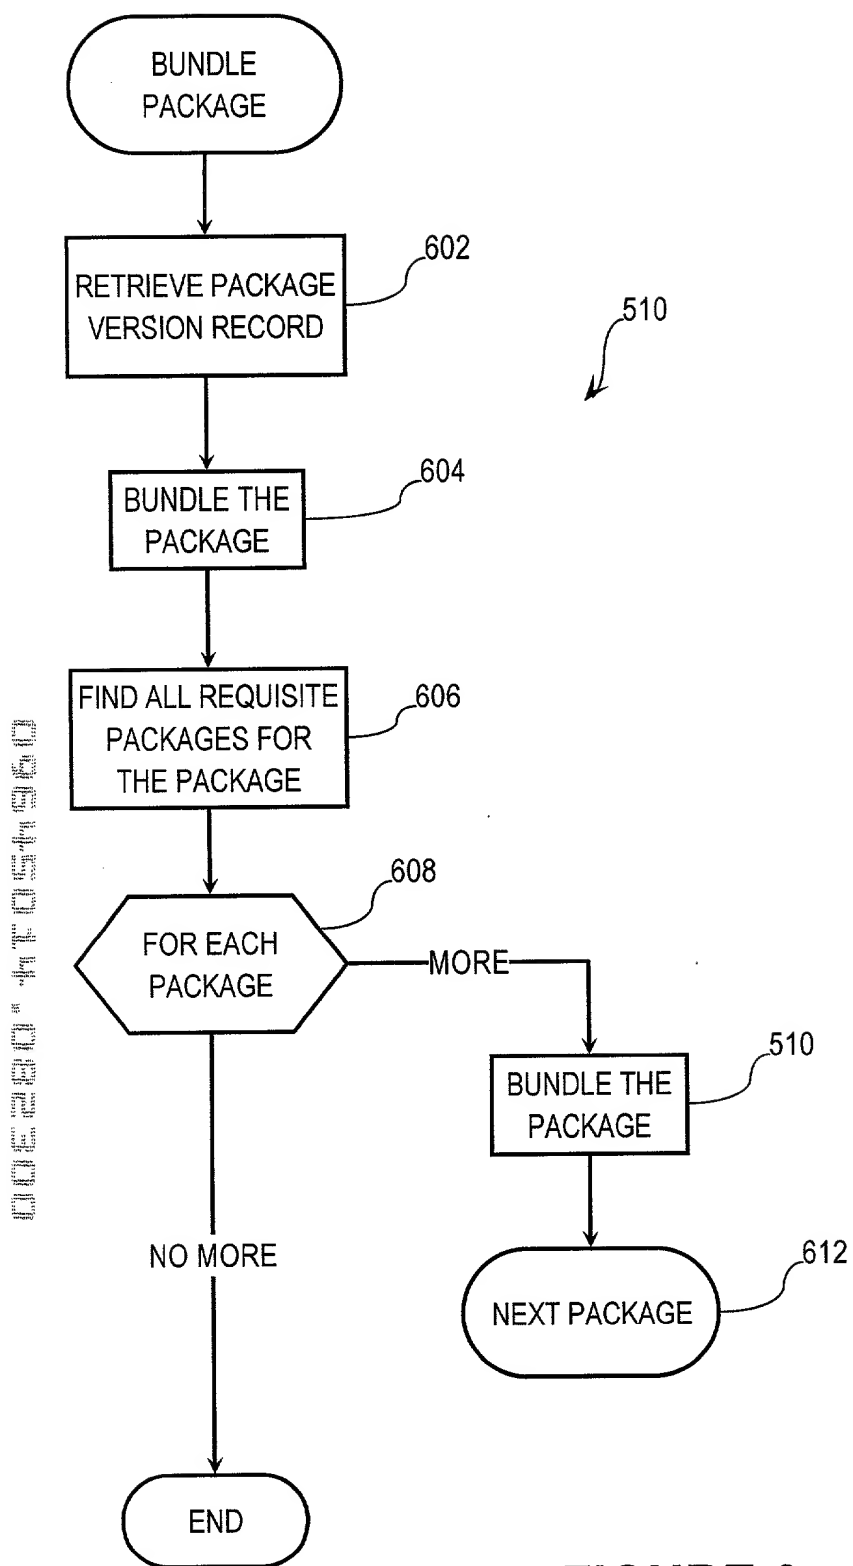 BUNDLE
PACKAGE
602
RETRIEVE PACKAGE
VERSION RECORD
510
604
BUNDLE THE
PACKAGE
606
FIND ALL REQUISITE
PACKAGES FOR
THE PACKAGE
608
FOR EACH
PACKAGE
MORE
510
BUNDLE THE
PACKAGE
612
NEXT PACKAGE
NO MORE
END